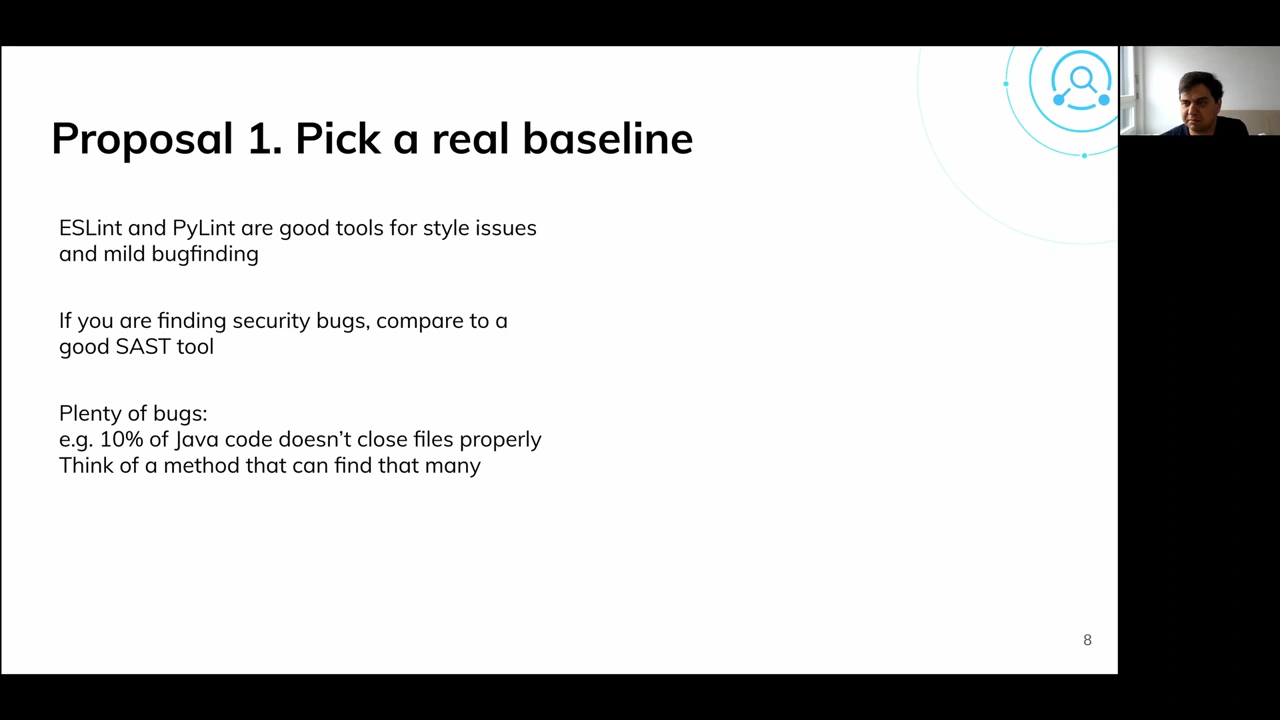 Proposal 1. Pick a real baseline
ESLint and PyLint are good tools for style issues
and mild bugfinding
If you are finding security bugs, compare to a
good SAST tool
Plenty of bugs:
e.g. 10% of Java code doesn’t close files properly
Think of a method that can find that many
8